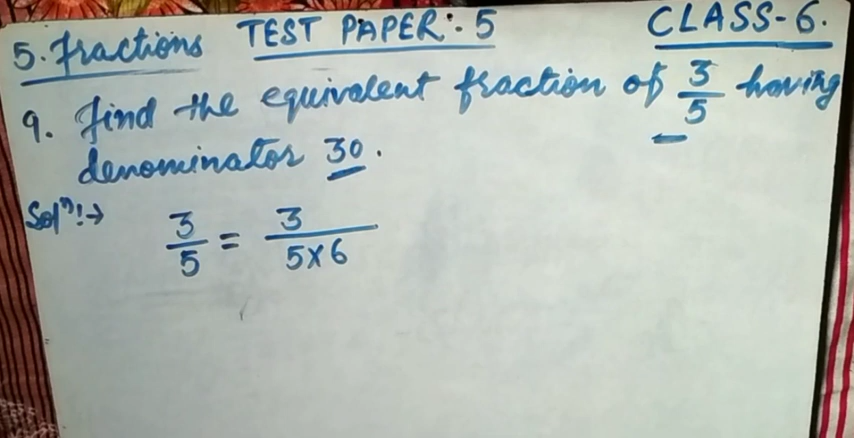 5. Fractions TEST PAPER:- 5 CLASS-6.
9. Find the equivalent fraction of 3/5 having
denominator 30.
Solⁿ:→ 3/5 = 3/5×6